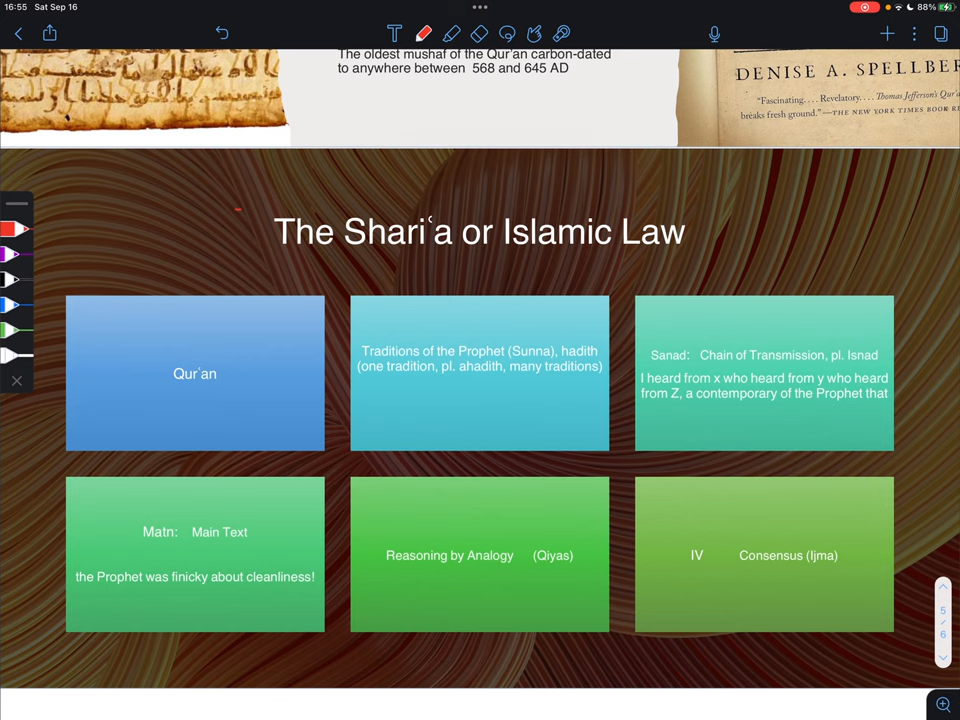 16:55 Sat Sep 16
88%
The oldest mushaf of the Qur'an carbon-dated
to anywhere between 568 and 645 AD
DENISE A. SPELLBER
"Fascinating. . . . Revelatory. . . . Thomas Jefferson's Qur'a
breaks fresh ground."—THE NEW YORK TIMES BOOK RE
The Shariʿa or Islamic Law
Qurʾan
Traditions of the Prophet (Sunna), hadith
(one tradition, pl. ahadith, many traditions)
Sanad: Chain of Transmission, pl. Isnad
I heard from x who heard from y who heard
from Z, a contemporary of the Prophet that
Matn: Main Text
the Prophet was finicky about cleanliness!
Reasoning by Analogy (Qiyas)
IV Consensus (Ijma)
5
/
6